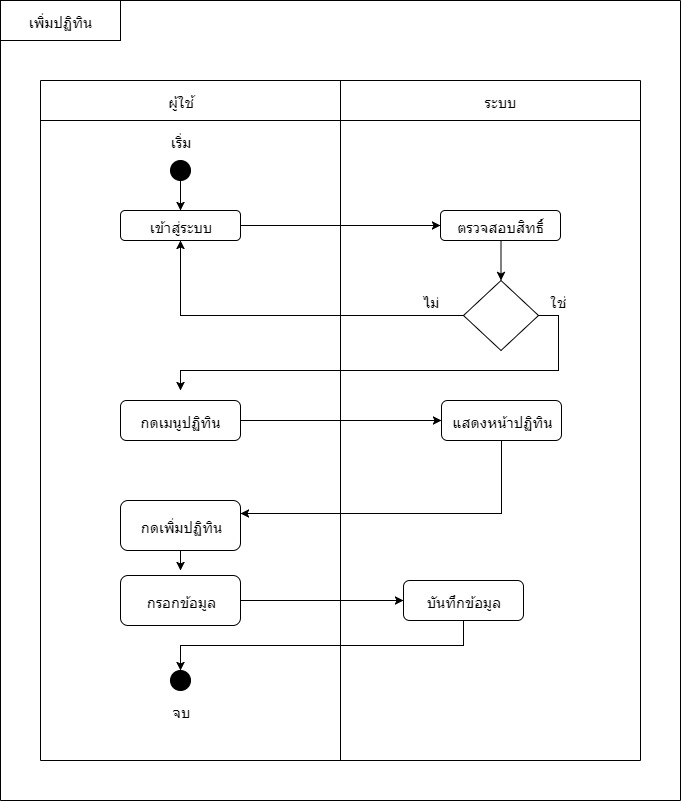 เพิ่มปฏิทิน
ผู้ใช้
ระบบ
เริ่ม
เข้าสู่ระบบ
ตรวจสอบสิทธิ์
ไม่
ใช่
กดเมนูปฏิทิน
แสดงหน้าปฏิทิน
กดเพิ่มปฏิทิน
กรอกข้อมูล
บันทึกข้อมูล
จบ